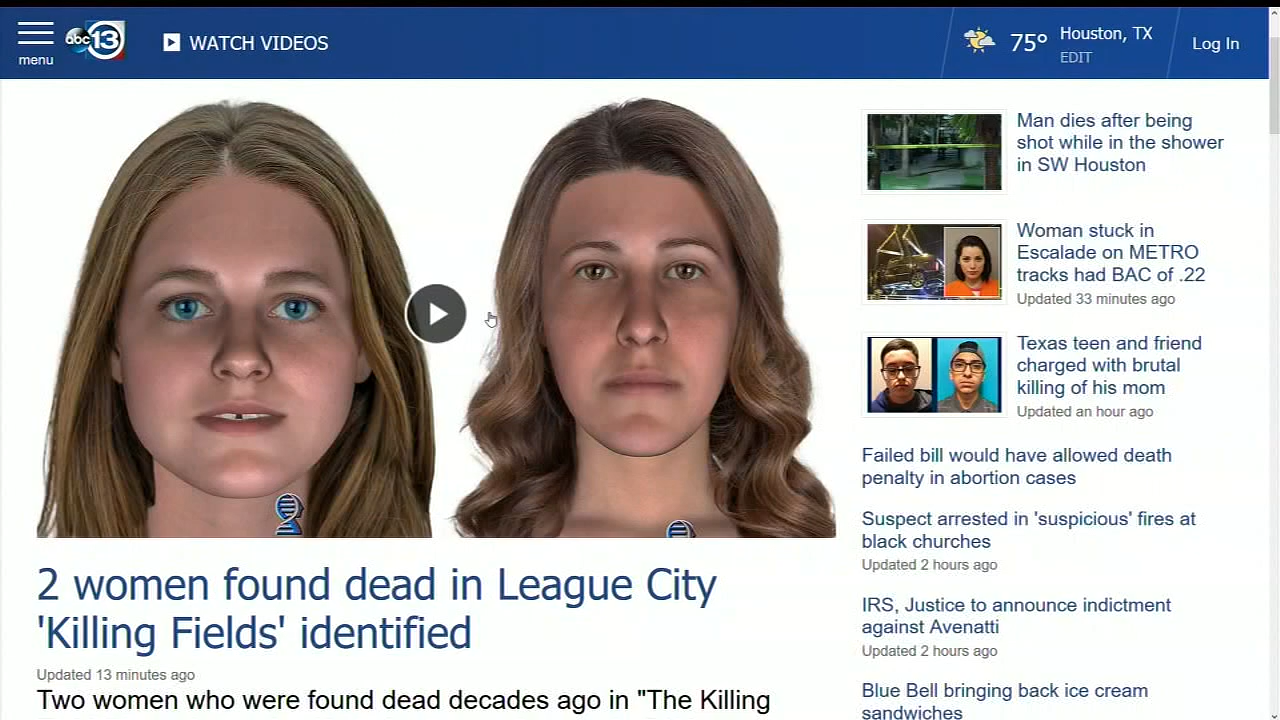 menu
abc 13
WATCH VIDEOS
75°
Houston, TX
EDIT
Log In
2 women found dead in League City
'Killing Fields' identified
Updated 13 minutes ago
Two women who were found dead decades ago in "The Killing
Man dies after being
shot while in the shower
in SW Houston
Woman stuck in
Escalade on METRO
tracks had BAC of .22
Updated 33 minutes ago
Texas teen and friend
charged with brutal
killing of his mom
Updated an hour ago
Failed bill would have allowed death
penalty in abortion cases
Suspect arrested in 'suspicious' fires at
black churches
Updated 2 hours ago
IRS, Justice to announce indictment
against Avenatti
Updated 2 hours ago
Blue Bell bringing back ice cream
sandwiches